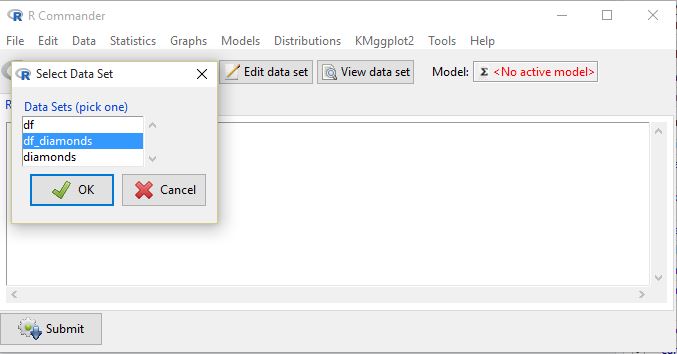 R Commander
File Edit Data Statistics Graphs Models Distributions KMggplot2 Tools Help
Edit data set View data set Model: Σ <No active model>
R
Select Data Set
Data Sets (pick one)
df
df_diamonds
diamonds
OK Cancel
Submit